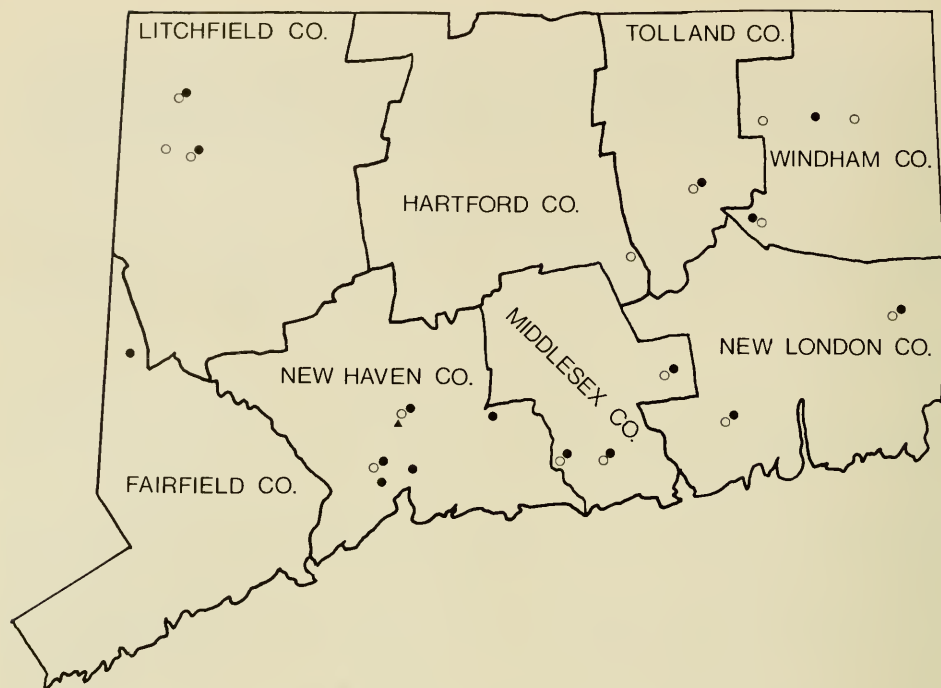 LITCHFIELD CO.
TOLLAND CO.
WINDHAM CO.
HARTFORD CO.
MIDDLESEX CO.
NEW LONDON CO.
NEW HAVEN CO.
FAIRFIELD CO.